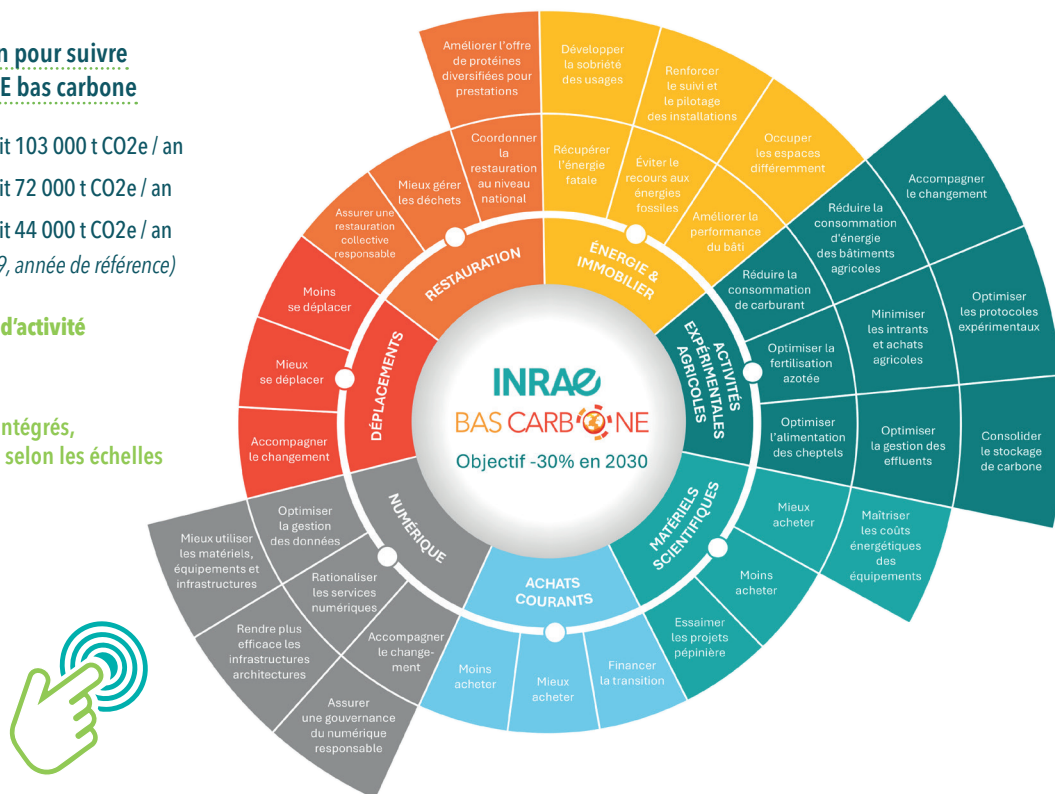 n pour suivre
E bas carbone
it 103 000 t CO2e / an
it 72 000 t CO2e / an
it 44 000 t CO2e / an
9, année de référence)
d'activité
ntégrés,
selon les échelles
INRAE
BAS CARBONE
Objectif -30% en 2030
RESTAURATION
Assurer une
restauration
collective
responsable
Mieux gérer
les déchets
Coordonner
la
restauration
au niveau
national
Améliorer l'offre
de protéines
diversifiées pour
prestations
ÉNERGIE &
IMMOBILIER
Développer
la sobriété
des usages
Renforcer
le suivi et
le pilotage
des installations
Occuper
les espaces
différemment
Récupérer
l'énergie
fatale
Éviter le
recours aux
énergies
fossiles
Améliorer la
performance
du bâti
ACTIVITÉS
EXPÉRIMENTALES
AGRICOLES
Réduire la
consommation
de carburant
Optimiser la
fertilisation
azotée
Optimiser
l'alimentation
des cheptels
Réduire la
consommation
d'énergie
des bâtiments
agricoles
Minimiser
les intrants
et achats
agricoles
Optimiser
la gestion des
effluents
Accompagner
le changement
Optimiser
les protocoles
expérimentaux
Consolider
le stockage
de carbone
MATÉRIELS
SCIENTIFIQUES
Mieux
acheter
Moins
acheter
Essaimer
les projets
pépinière
Maîtriser
les coûts
énergétiques
des
équipements
ACHATS
COURANTS
Financer
la transition
Mieux
acheter
Moins
acheter
NUMÉRIQUE
Optimiser
la gestion
des données
Rationaliser
les services
numériques
Accompagner
le change-
ment
Mieux utiliser
les matériels,
équipements et
infrastructures
Rendre plus
efficace les
infrastructures
architectures
Assurer
une gouvernance
du numérique
responsable
DÉPLACEMENTS
Moins
se déplacer
Mieux
se déplacer
Accompagner
le changement